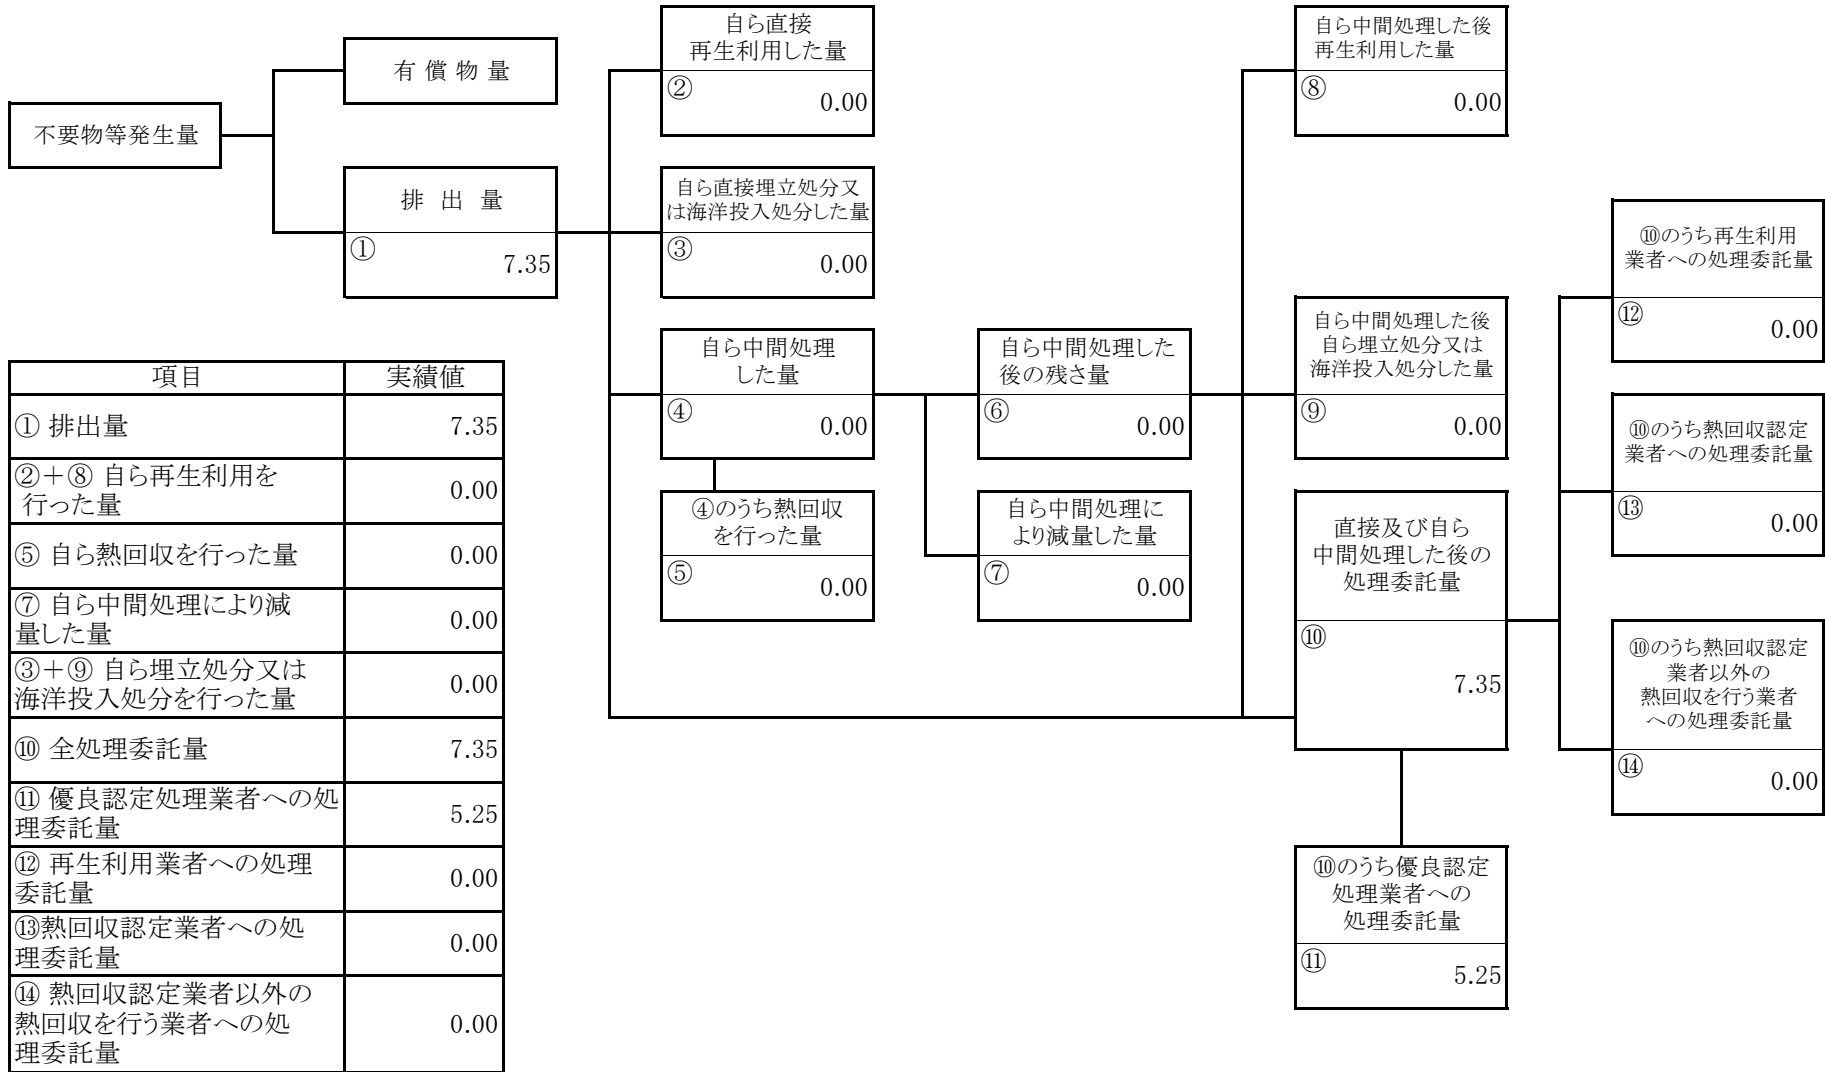 不要物等発生量
有 償 物 量
排 出 量
①
7.35
自ら直接
再生利用した量
②
0.00
自ら直接埋立処分又
は海洋投入処分した量
③
0.00
自ら中間処理
した量
④
0.00
④のうち熱回収
を行った量
⑤
0.00
自ら中間処理した
後の残さ量
⑥
0.00
自ら中間処理に
より減量した量
⑦
0.00
自ら中間処理した後
再生利用した量
⑧
0.00
自ら中間処理した後
自ら埋立処分又は
海洋投入処分した量
⑨
0.00
直接及び自ら
中間処理した後の
処理委託量
⑩
7.35
⑩のうち優良認定
処理業者への
処理委託量
⑪
5.25
⑩のうち再生利用
業者への処理委託量
⑫
0.00
⑩のうち熱回収認定
業者への処理委託量
⑬
0.00
⑩のうち熱回収認定
業者以外の
熱回収を行う業者
への処理委託量
⑭
0.00
項目 実績値
① 排出量 7.35
②＋⑧ 自ら再生利用を
行った量 0.00
⑤ 自ら熱回収を行った量 0.00
⑦ 自ら中間処理により減
量した量 0.00
③＋⑨ 自ら埋立処分又は
海洋投入処分を行った量 0.00
⑩ 全処理委託量 7.35
⑪ 優良認定処理業者への処
理委託量 5.25
⑫ 再生利用業者への処理
委託量 0.00
⑬熱回収認定業者への処
理委託量 0.00
⑭ 熱回収認定業者以外の
熱回収を行う業者への処
理委託量 0.00